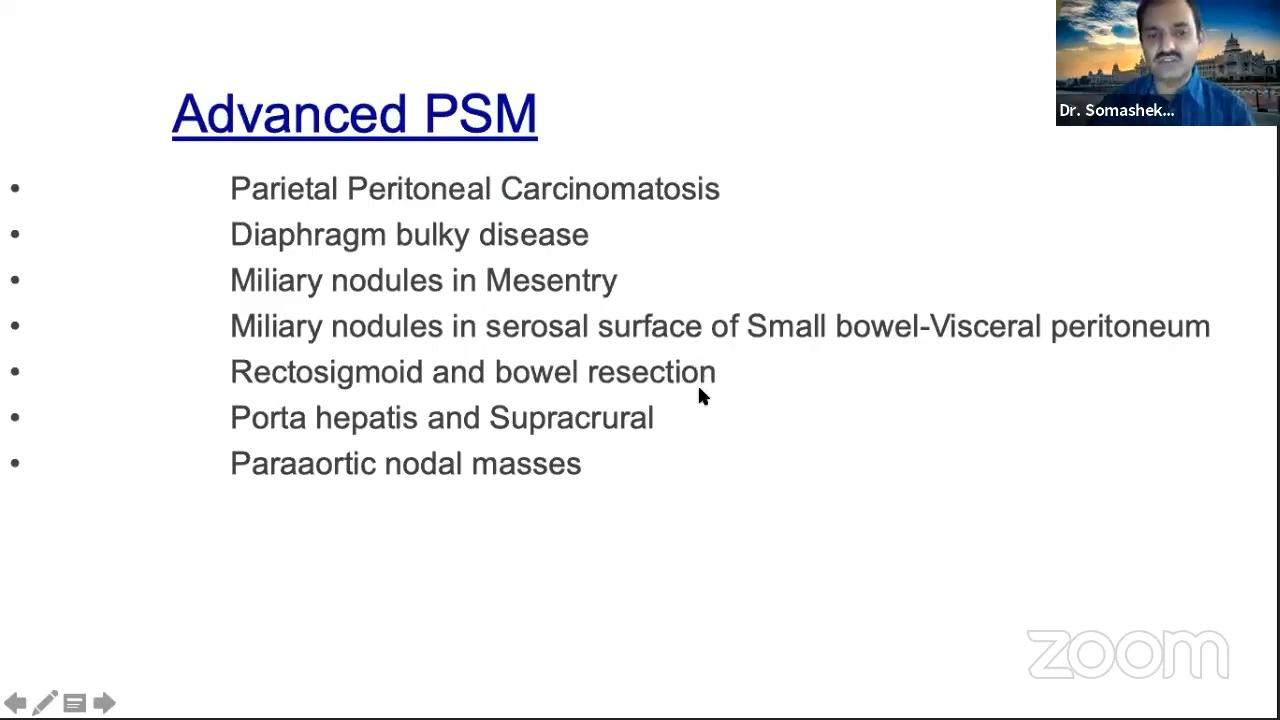 Dr. Somashek...
Advanced PSM
• Parietal Peritoneal Carcinomatosis
• Diaphragm bulky disease
• Miliary nodules in Mesentry
• Miliary nodules in serosal surface of Small bowel-Visceral peritoneum
• Rectosigmoid and bowel resection
• Porta hepatis and Supracrural
• Paraaortic nodal masses
zoom